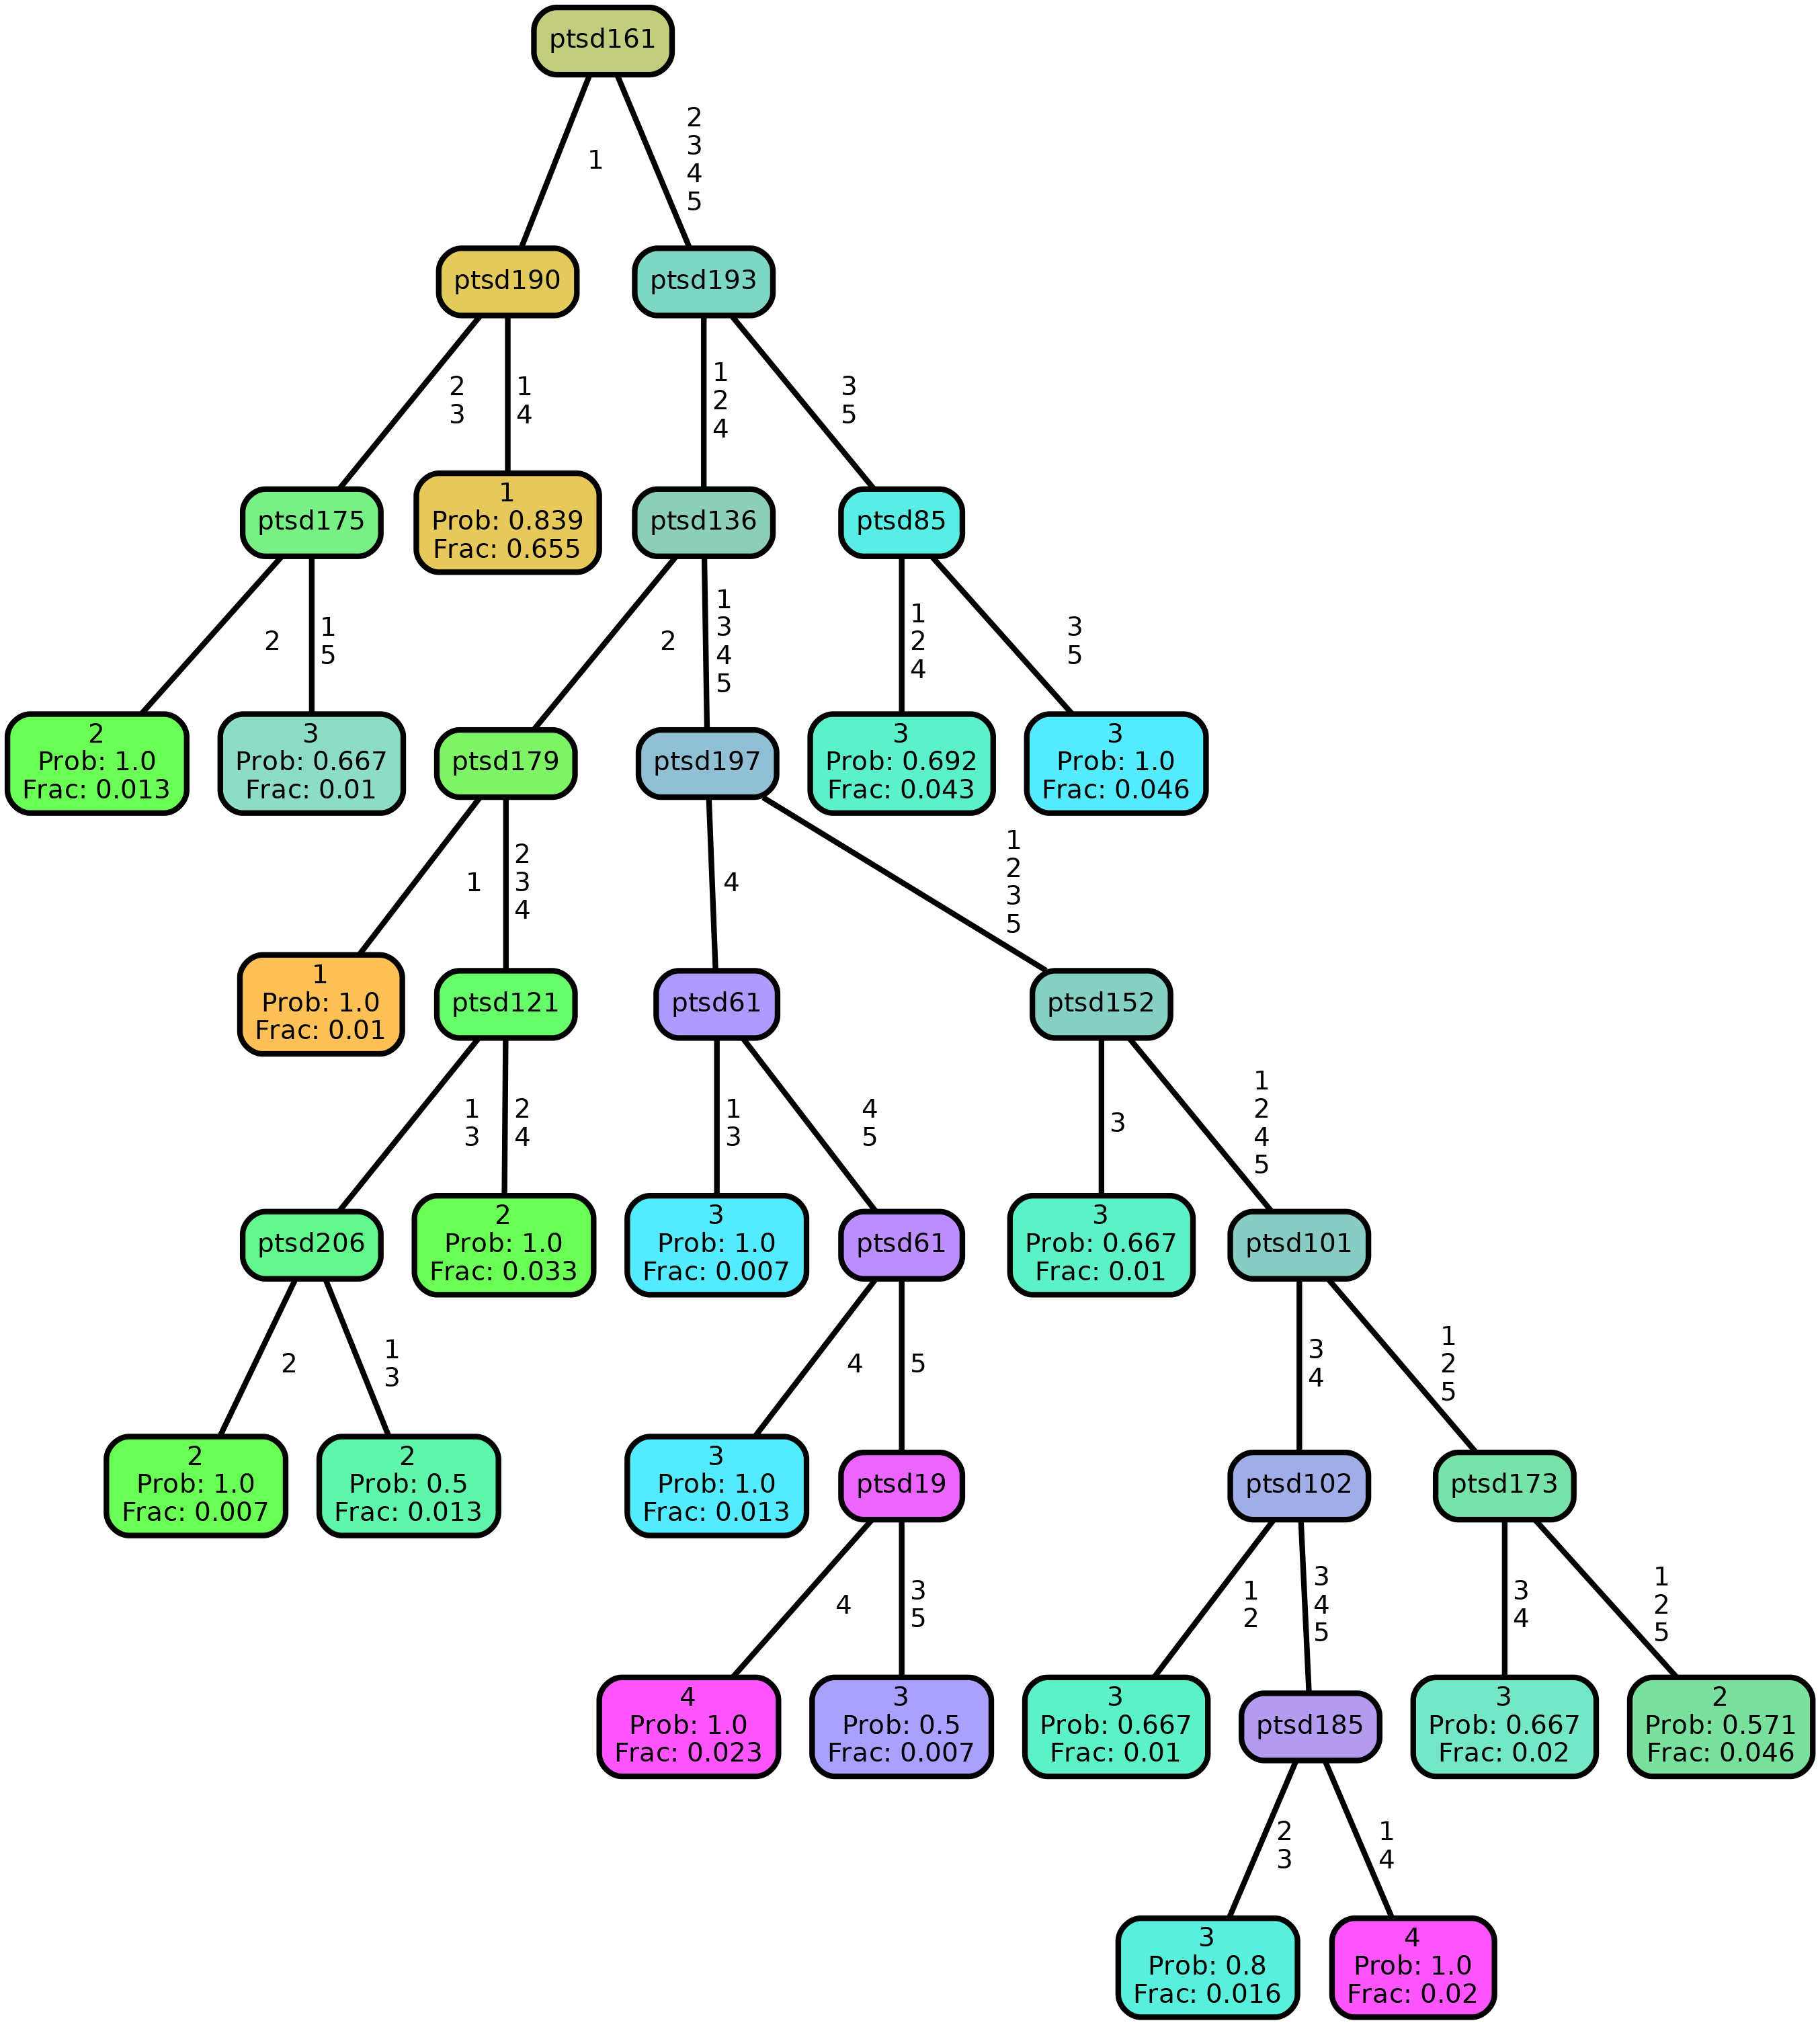 ptsd161
1
2
3
4
5
ptsd190
ptsd193
2
3
1
4
1
2
4
3
5
ptsd175
1
Prob: 0.839
Frac: 0.655
ptsd136
ptsd85
2
1
5
2
1
3
4
5
1
2
4
3
5
2
Prob: 1.0
Frac: 0.013
3
Prob: 0.667
Frac: 0.01
ptsd179
ptsd197
3
Prob: 0.692
Frac: 0.043
3
Prob: 1.0
Frac: 0.046
1
2
3
4
4
1
2
3
5
1
Prob: 1.0
Frac: 0.01
ptsd121
ptsd61
ptsd152
1
3
2
4
1
3
4
5
3
1
2
4
5
ptsd206
2
Prob: 1.0
Frac: 0.033
3
Prob: 1.0
Frac: 0.007
ptsd61
3
Prob: 0.667
Frac: 0.01
ptsd101
2
1
3
4
5
3
4
1
2
5
2
Prob: 1.0
Frac: 0.007
2
Prob: 0.5
Frac: 0.013
3
Prob: 1.0
Frac: 0.013
ptsd19
ptsd102
ptsd173
4
3
5
1
2
3
4
5
3
4
1
2
5
4
Prob: 1.0
Frac: 0.023
3
Prob: 0.5
Frac: 0.007
3
Prob: 0.667
Frac: 0.01
ptsd185
3
Prob: 0.667
Frac: 0.02
2
Prob: 0.571
Frac: 0.046
2
3
1
4
3
Prob: 0.8
Frac: 0.016
4
Prob: 1.0
Frac: 0.02